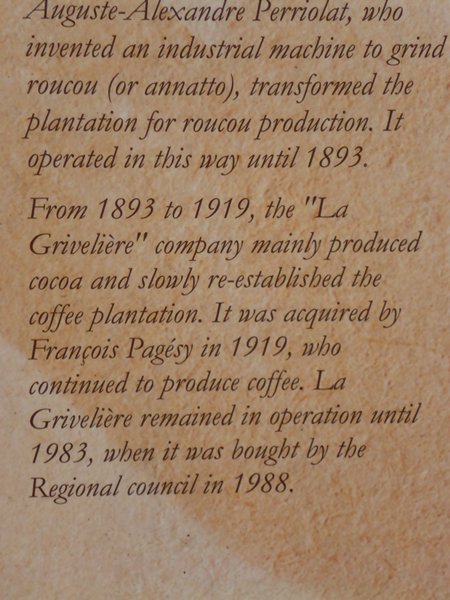 Auguste-Alexandre Perriolat, who
invented an industrial machine to grind
roucou (or annatto), transformed the
plantation for roucou production. It
operated in this way until 1893.
From 1893 to 1919, the "La
Grivelière" company mainly produced
cocoa and slowly re-established the
coffee plantation. It was acquired by
François Pagésy in 1919, who
continued to produce coffee. La
Grivelière remained in operation until
1983, when it was bought by the
Regional council in 1988.